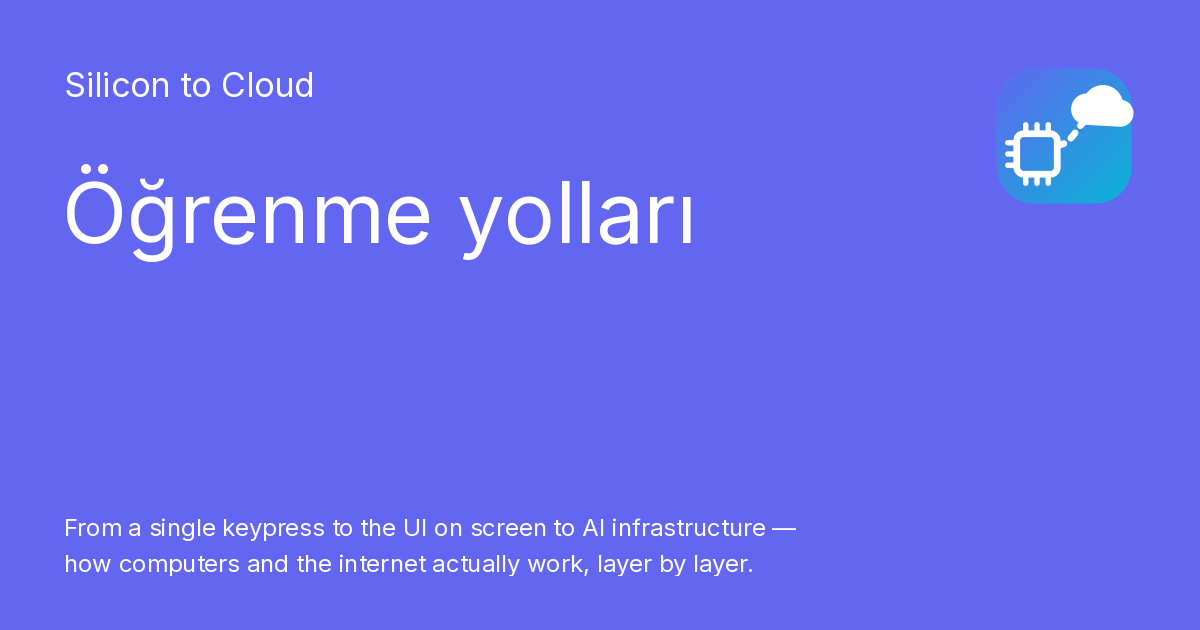 Silicon to Cloud
Öğrenme yolları
From a single keypress to the UI on screen to AI infrastructure —
how computers and the internet actually work, layer by layer.